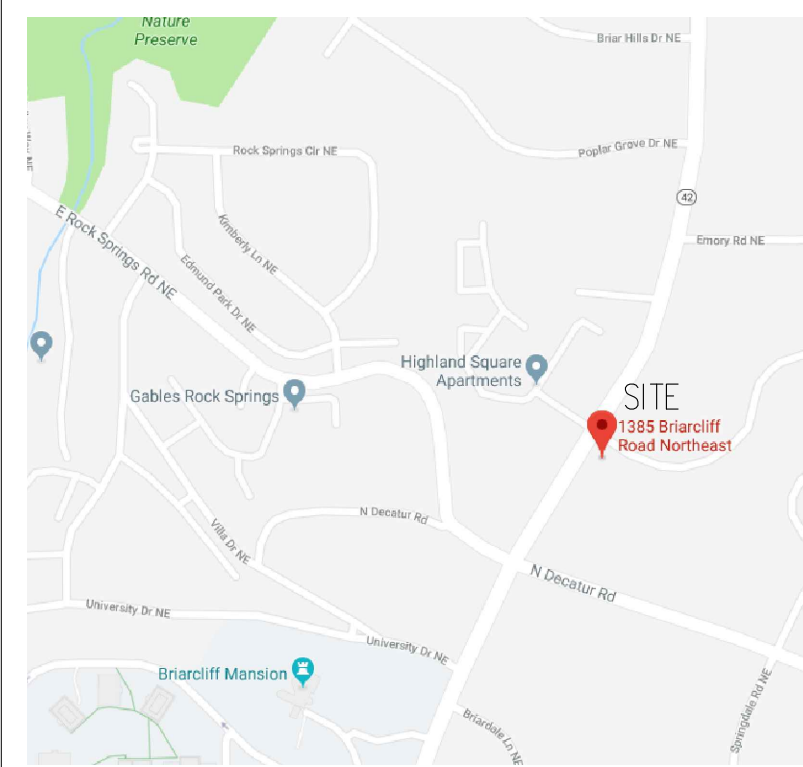 Nature
Preserve
Briar Hills Dr NE
Rock Springs Cir NE
Poplar Grove Dr NE
42
E Rock Springs Rd NE
Kimberly Ln NE
Emory Rd NE
Edmund Park Dr NE
Highland Square
Apartments
Gables Rock Springs
SITE
1385 Briarcliff
Road Northeast
N Decatur Rd
Villa Dr NE
N Decatur Rd
University Dr NE
University Dr NE
Briarcliff Mansion
Briardale Ln NE
Springdale Rd NE